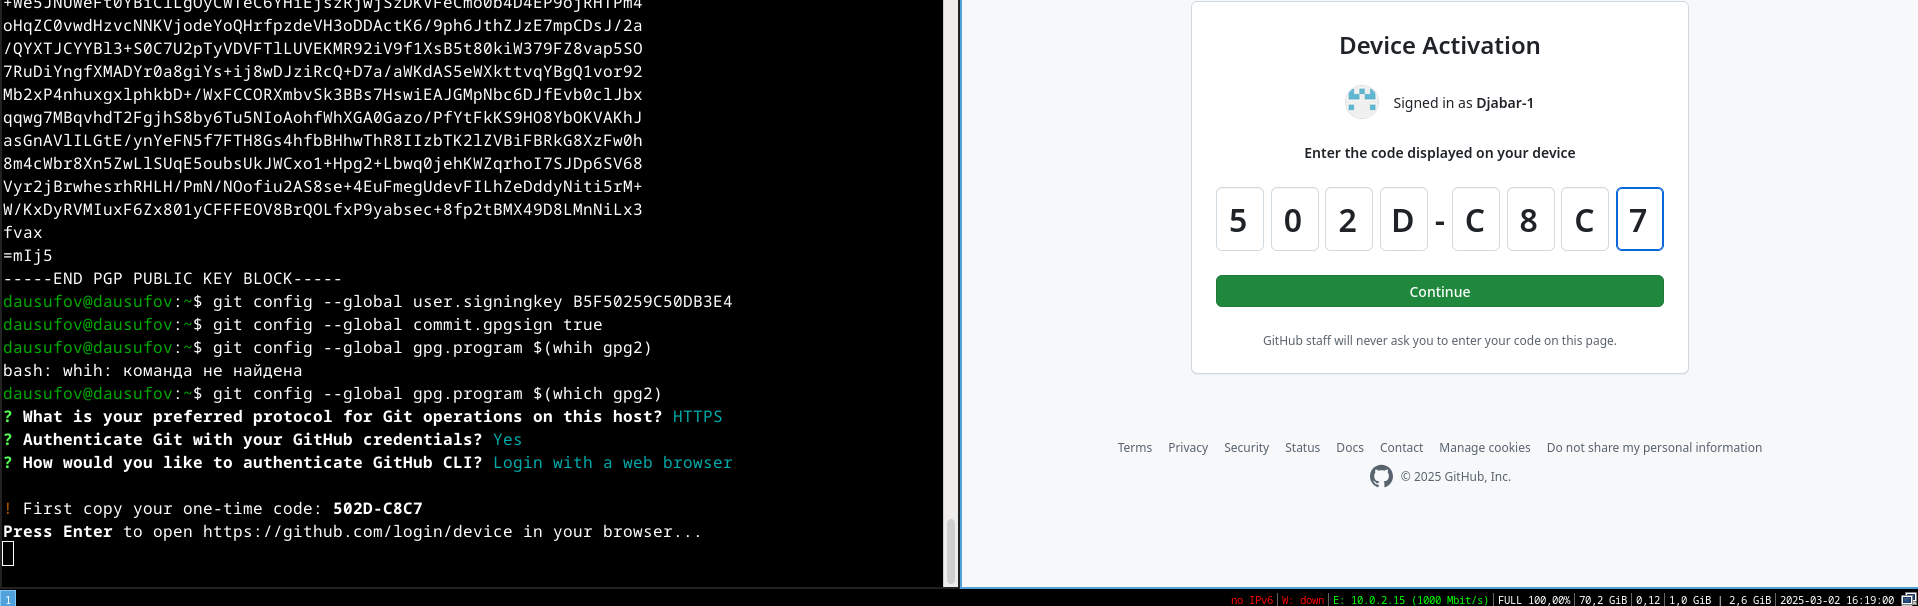 +We5JNUWeFt0YBiCILgUyCWTeC6YHiEjszRjwjSzDKVFeCmo0b4D4EP9ojRHTPm4
oHqZC0vwdHzvcNNKVjodeYoQHrfpzdeVH3oDDActK6/9ph6JthZJzE7mpCDsJ/2a
/QYXTJCYYBl3+S0C7U2pTyVDVFTlLUVEKMR92iV9f1XsB5t80kiW379FZ8vap5SO
7RuDiYngfXMADYr0a8giYs+ij8wDJziRcQ+D7a/aWKdAS5eWXkttvqYBgQ1vor92
Mb2xP4nhuxgxlphkbD+/WxFCCORXmbvSk3BBs7HswiEAJGMpNbc6DJfEvb0clJbx
qqwg7MBqvhdT2FgjhS8by6Tu5NIoAohfWhXGA0Gazo/PfYtFkKS9HO8YbOKVAKhJ
asGnAVlILGtE/ynYeFN5f7FTH8Gs4hfbBHhwThR8IIzbTK2lZVBiFBRkG8XzFw0h
8m4cWbr8Xn5ZwLlSUqE5oubsUkJWCxo1+Hpg2+Lbwq0jehKWZqrhoI7SJDp6SV68
Vyr2jBrwhesrhRHLH/PmN/NOofiu2AS8se+4EuFmegUdevFILhZeDddyNiti5rM+
W/KxDyRVMIuxF6Zx801yCFFFEOV8BrQOLfxP9yabsec+8fp2tBMX49D8LMnNiLx3
fvax
=mIj5
-----END PGP PUBLIC KEY BLOCK-----
dausufov@dausufov:~$ git config --global user.signingkey B5F50259C50DB3E4
dausufov@dausufov:~$ git config --global commit.gpgsign true
dausufov@dausufov:~$ git config --global gpg.program $(whih gpg2)
bash: whih: команда не найдена
dausufov@dausufov:~$ git config --global gpg.program $(which gpg2)
? What is your preferred protocol for Git operations on this host? HTTPS
? Authenticate Git with your GitHub credentials? Yes
? How would you like to authenticate GitHub CLI? Login with a web browser
! First copy your one-time code: 502D-C8C7
Press Enter to open https://github.com/login/device in your browser...
Device Activation
Signed in as Djabar-1
Enter the code displayed on your device
5 0 2 D - C 8 C 7
Continue
GitHub staff will never ask you to enter your code on this page.
Terms Privacy Security Status Docs Contact Manage cookies Do not share my personal information
© 2025 GitHub, Inc.
1 no IPv6|W: down|E: 10.0.2.15 (1000 Mbit/s)|FULL 100,00%|70,2 GiB|0,12|1,0 GiB | 2,6 GiB|2025-03-02 16:19:00